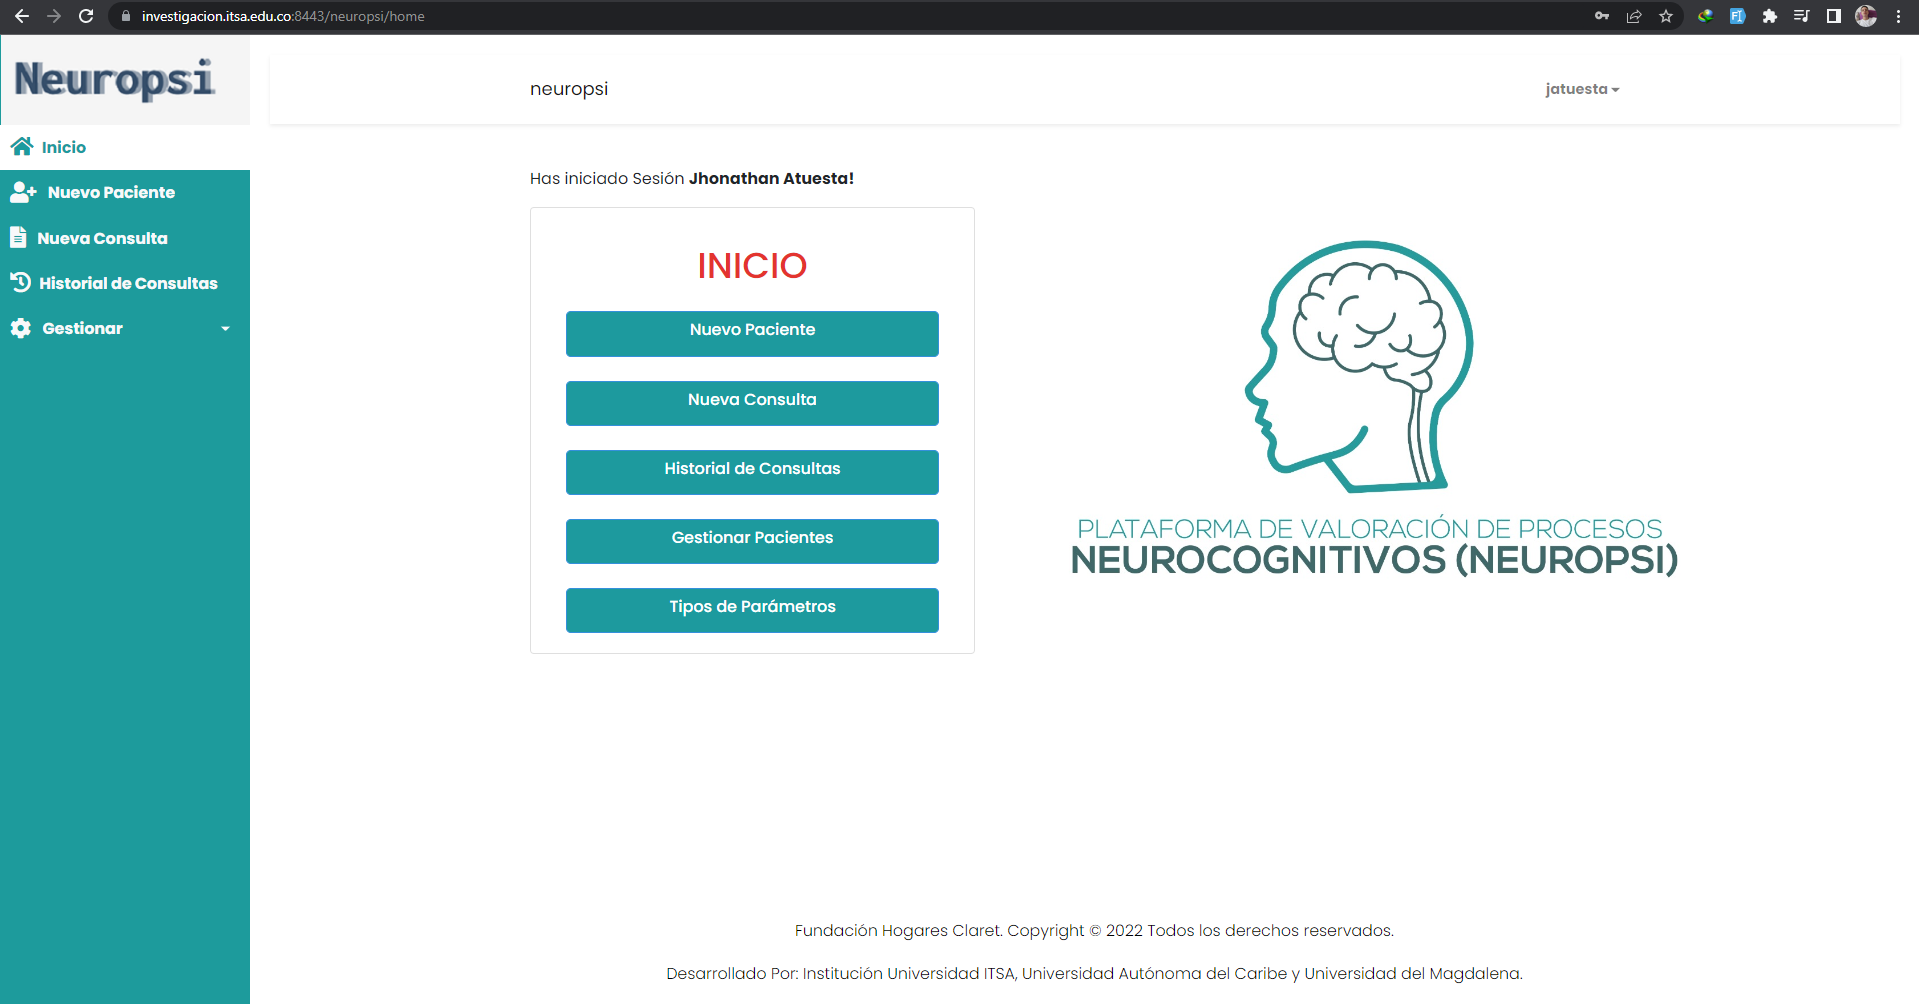 investigacion.itsa.edu.co:8443/neuropsi/home
Neuropsi
Inicio
Nuevo Paciente
Nueva Consulta
Historial de Consultas
Gestionar
neuropsi
jatuesta
Has iniciado Sesión Jhonathan Atuesta!
INICIO
Nuevo Paciente
Nueva Consulta
Historial de Consultas
Gestionar Pacientes
Tipos de Parámetros
PLATAFORMA DE VALORACIÓN DE PROCESOS
NEUROCOGNITIVOS (NEUROPSI)
Fundación Hogares Claret. Copyright © 2022 Todos los derechos reservados.
Desarrollado Por: Institución Universidad ITSA, Universidad Autónoma del Caribe y Universidad del Magdalena.